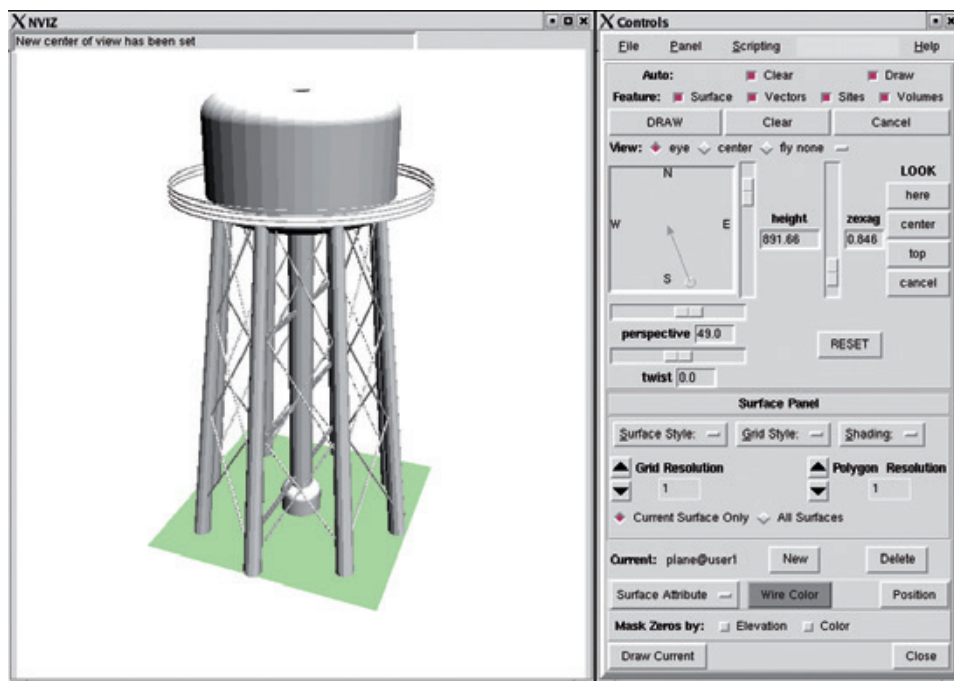 X NVIZ
New center of view has been set
X Controls
File Panel Scripting Help
Auto: Clear Draw
Feature: Surface Vectors Sites Volumes
DRAW Clear Cancel
View: eye center fly none
N
W E
S
height
891.66
zexag
0.846
LOOK
here
center
top
cancel
perspective 49.0
RESET
twist 0.0
Surface Panel
Surface Style: Grid Style: Shading:
Grid Resolution Polygon Resolution
1 1
Current Surface Only All Surfaces
Current: plane@user1 New Delete
Surface Attribute Wire Color Position
Mask Zeros by: Elevation Color
Draw Current Close